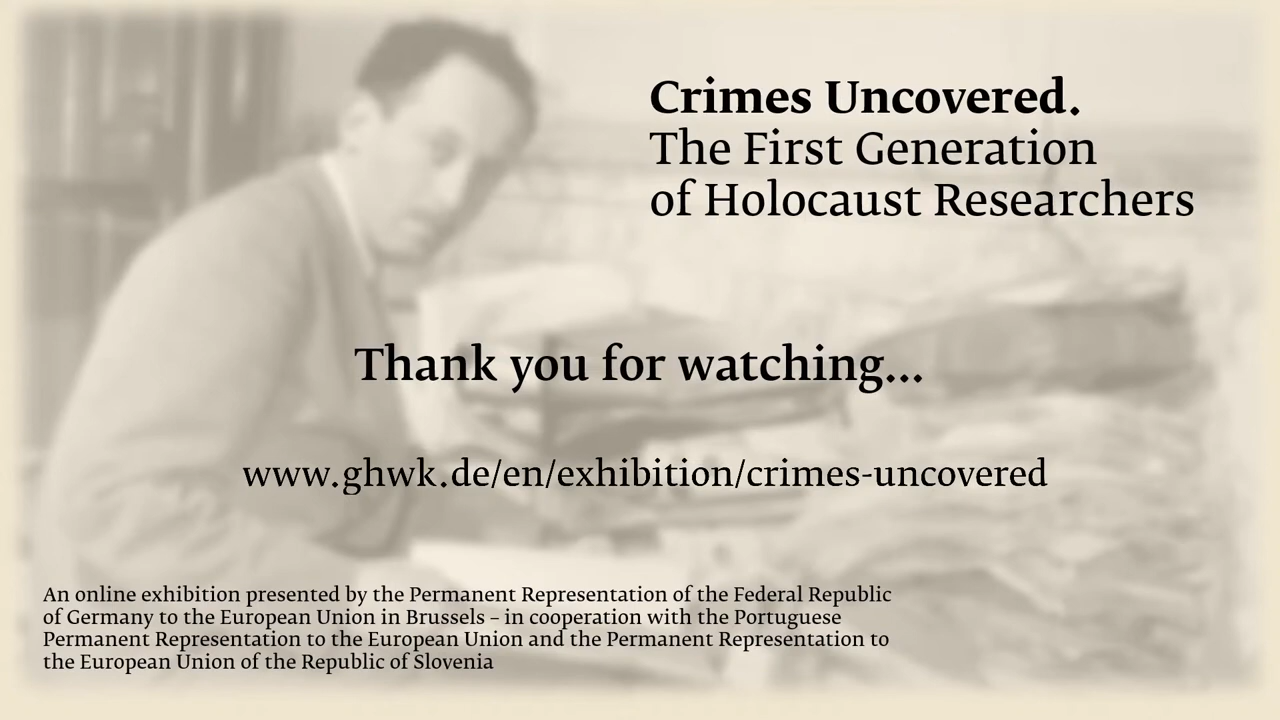 Crimes Uncovered.
The First Generation
of Holocaust Researchers
Thank you for watching...
www.ghwk.de/en/exhibition/crimes-uncovered
An online exhibition presented by the Permanent Representation of the Federal Republic
of Germany to the European Union in Brussels – in cooperation with the Portuguese
Permanent Representation to the European Union and the Permanent Representation to
the European Union of the Republic of Slovenia